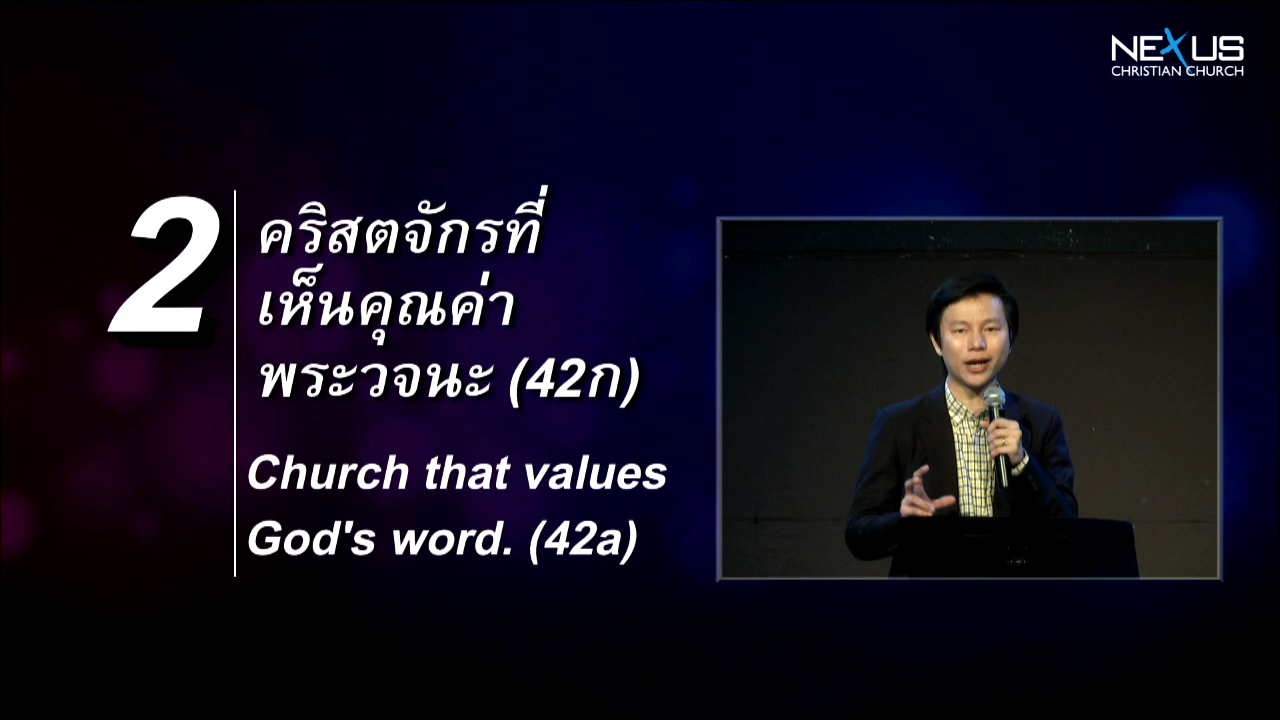 NEXUS
CHRISTIAN CHURCH
2
คริสตจักรที่
เห็นคุณค่า
พระวจนะ (42ก)
Church that values
God's word. (42a)